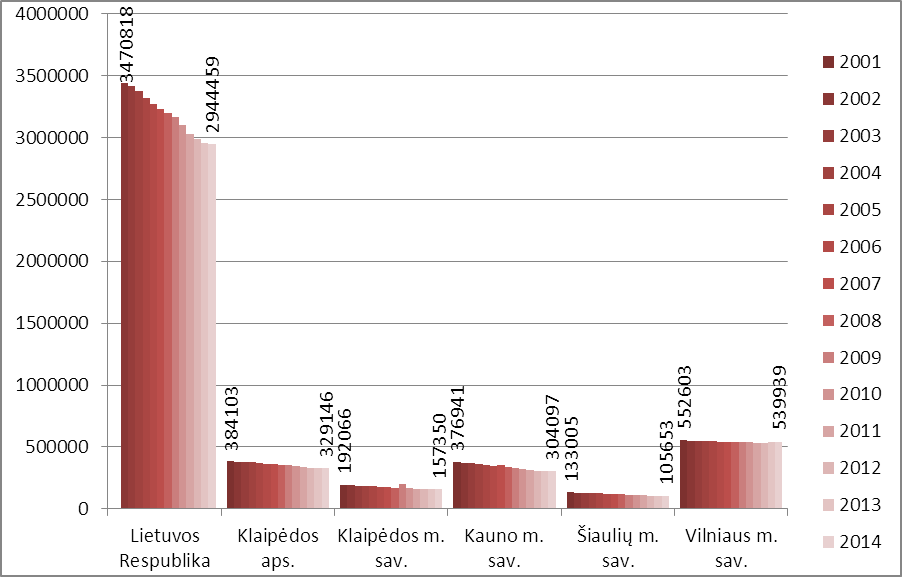 4000000
3500000
3000000
2500000
2000000
1500000
1000000
500000
0
3470818
2944459
384103
329146
192066
157350
376941
304097
133005
105653
552603
539939
Lietuvos
Respublika
Klaipėdos
aps.
Klaipėdos m.
sav.
Kauno m.
sav.
Šiaulių m.
sav.
Vilniaus m.
sav.
2001
2002
2003
2004
2005
2006
2007
2008
2009
2010
2011
2012
2013
2014